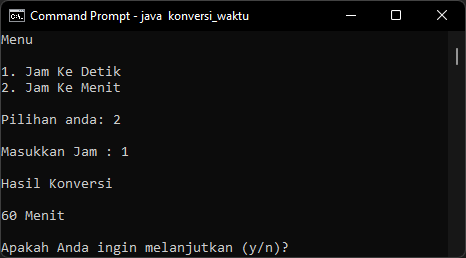 Command Prompt - java  konversi_waktu
Menu
1. Jam Ke Detik
2. Jam Ke Menit
Pilihan anda: 2
Masukkan Jam : 1
Hasil Konversi
60 Menit
Apakah Anda ingin melanjutkan (y/n)?